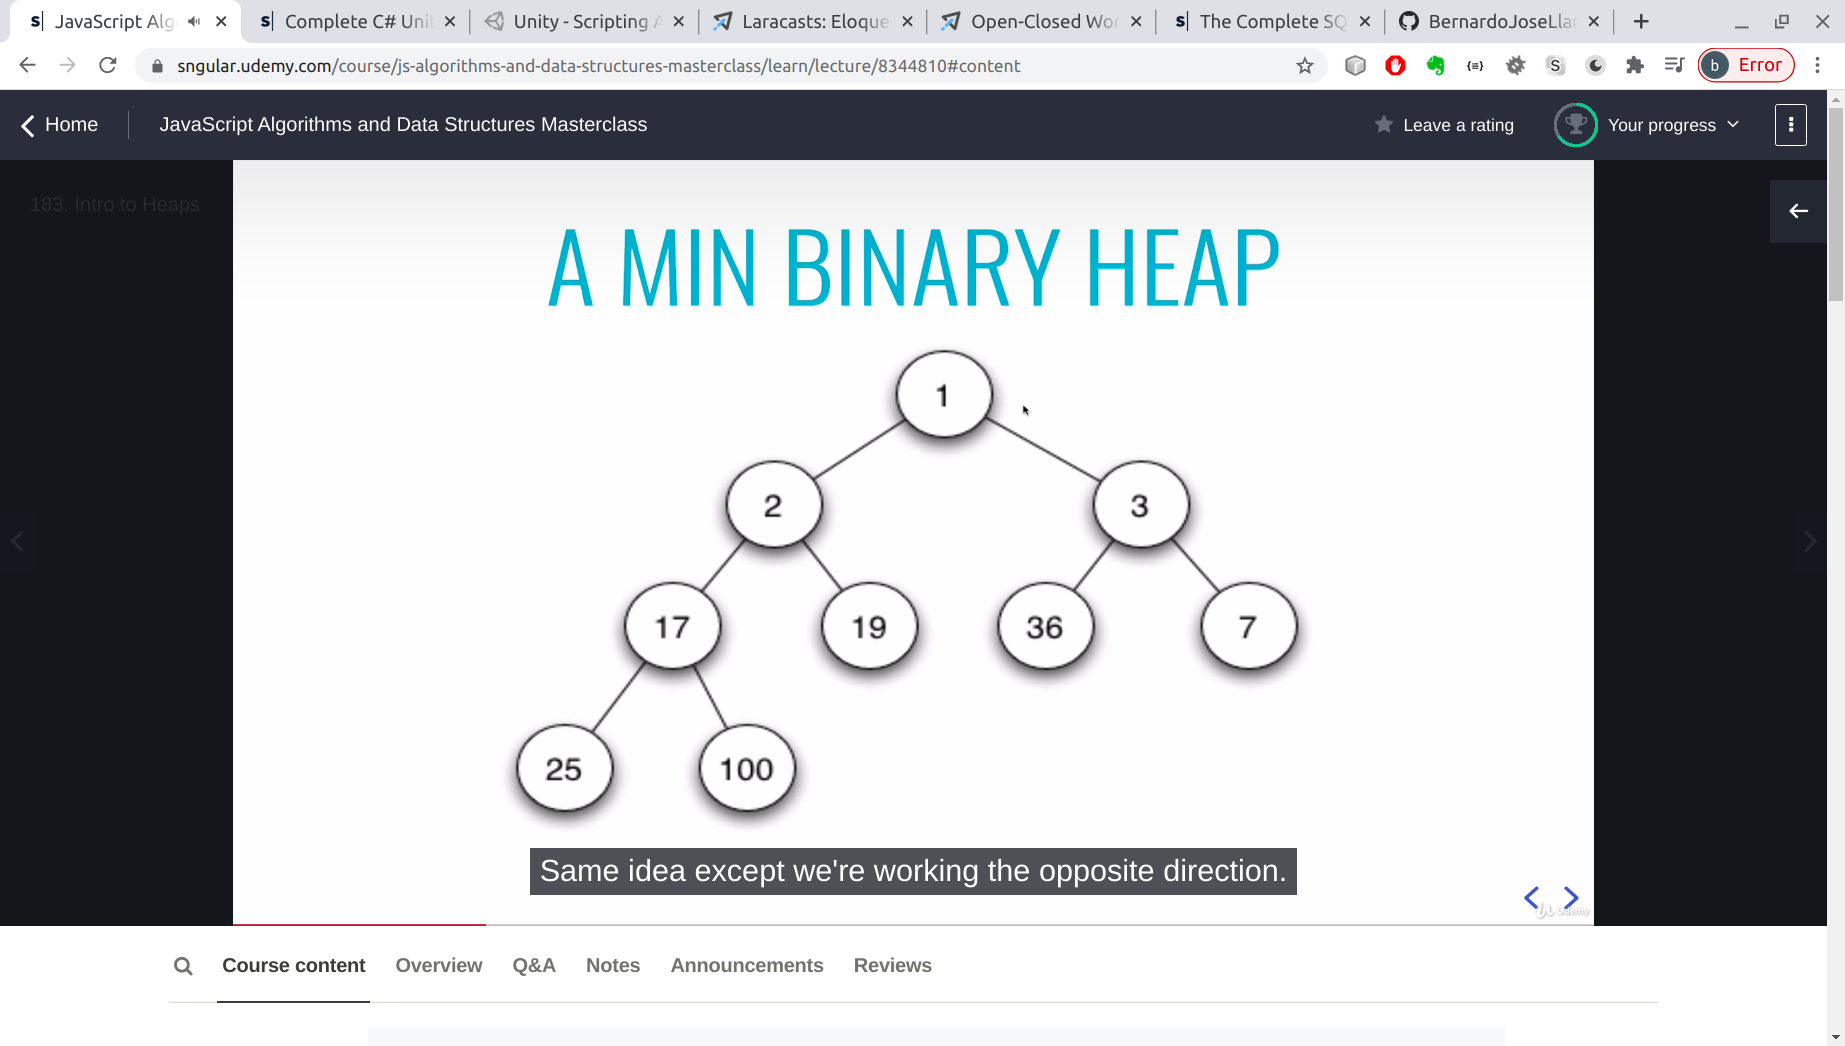 s| JavaScript Alg
s| Complete C# Uni
Unity - Scripting A
Laracasts: Eloque
Open-Closed Wor
s| The Complete SQ
BernardoJoseLlan
sngular.udemy.com/course/js-algorithms-and-data-structures-masterclass/learn/lecture/8344810#content
S
b Error
Home
JavaScript Algorithms and Data Structures Masterclass
Leave a rating
Your progress
183. Intro to Heaps
A MIN BINARY HEAP
1
2
3
17
19
36
7
25
100
Same idea except we're working the opposite direction.
Udemy
Course content
Overview
Q&A
Notes
Announcements
Reviews